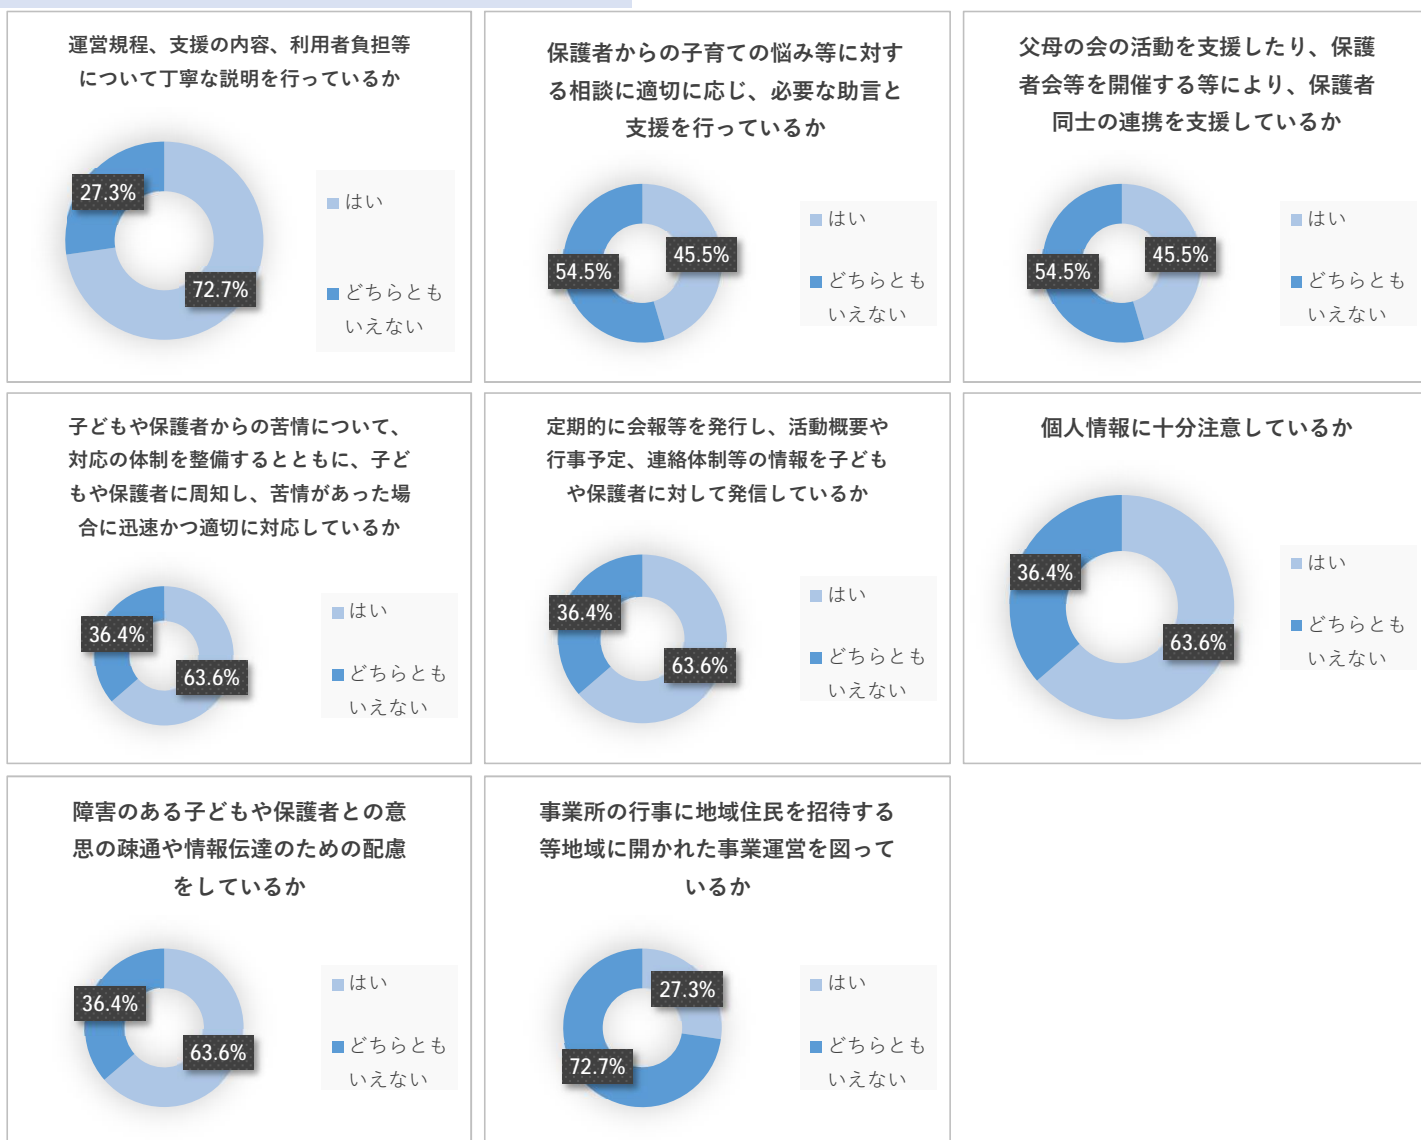 運営規程、支援の内容、利用者負担等
について丁寧な説明を行っているか
27.3%
72.7%
はい
どちらとも
いえない
保護者からの子育ての悩み等に対す
る相談に適切に応じ、必要な助言と
支援を行っているか
54.5%
45.5%
はい
どちらとも
いえない
父母の会の活動を支援したり、保護
者会等を開催する等により、保護者
同士の連携を支援しているか
54.5%
45.5%
はい
どちらとも
いえない
子どもや保護者からの苦情について、
対応の体制を整備するとともに、子ど
もや保護者に周知し、苦情があった場
合に迅速かつ適切に対応しているか
36.4%
63.6%
はい
どちらとも
いえない
定期的に会報等を発行し、活動概要や
行事予定、連絡体制等の情報を子ども
や保護者に対して発信しているか
36.4%
63.6%
はい
どちらとも
いえない
個人情報に十分注意しているか
36.4%
63.6%
はい
どちらとも
いえない
障害のある子どもや保護者との意
思の疎通や情報伝達のための配慮
をしているか
36.4%
63.6%
はい
どちらとも
いえない
事業所の行事に地域住民を招待する
等地域に開かれた事業運営を図って
いるか
27.3%
72.7%
はい
どちらとも
いえない